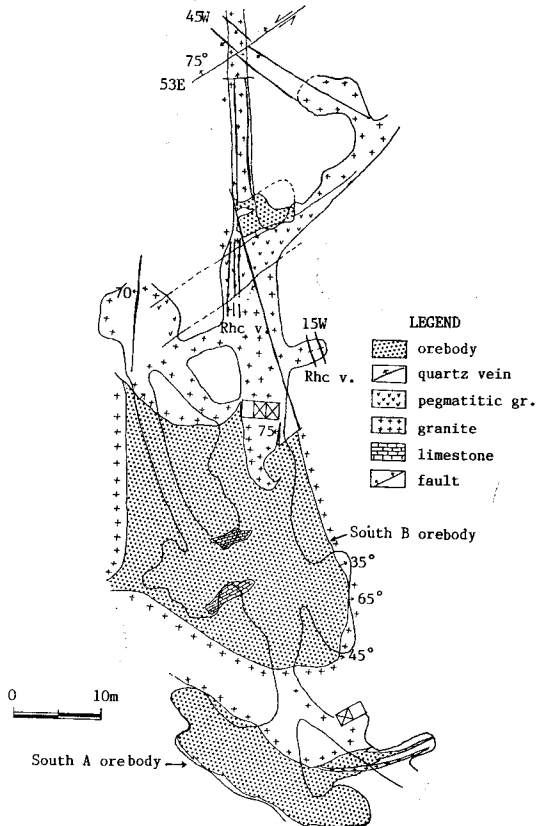 45W
75°
53E
70
Rhc v.
15W
Rhc v.
75
LEGEND
orebody
quartz vein
pegmatitic gr.
granite
limestone
fault
South B orebody
35°
65°
45°
0 10m
South A orebody